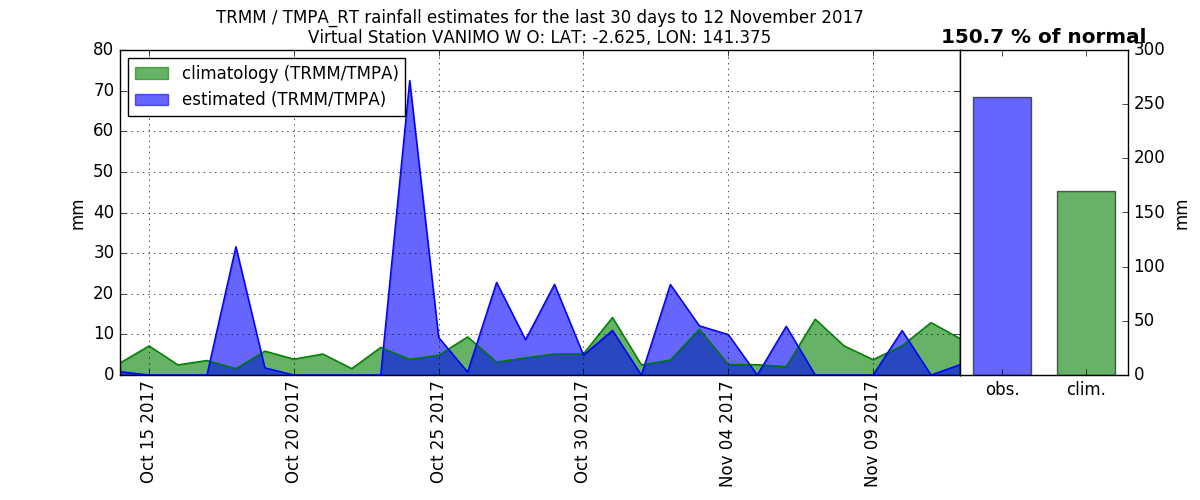 TRMM / TMPA_RT rainfall estimates for the last 30 days to 12 November 2017
Virtual Station VANIMO W O: LAT: -2.625, LON: 141.375
150.7 % of normal
climatology (TRMM/TMPA)
estimated (TRMM/TMPA)
80
70
60
50
40
30
20
10
0
mm
Oct 15 2017
Oct 20 2017
Oct 25 2017
Oct 30 2017
Nov 04 2017
Nov 09 2017
300
250
200
150
100
50
0
mm
obs.
clim.